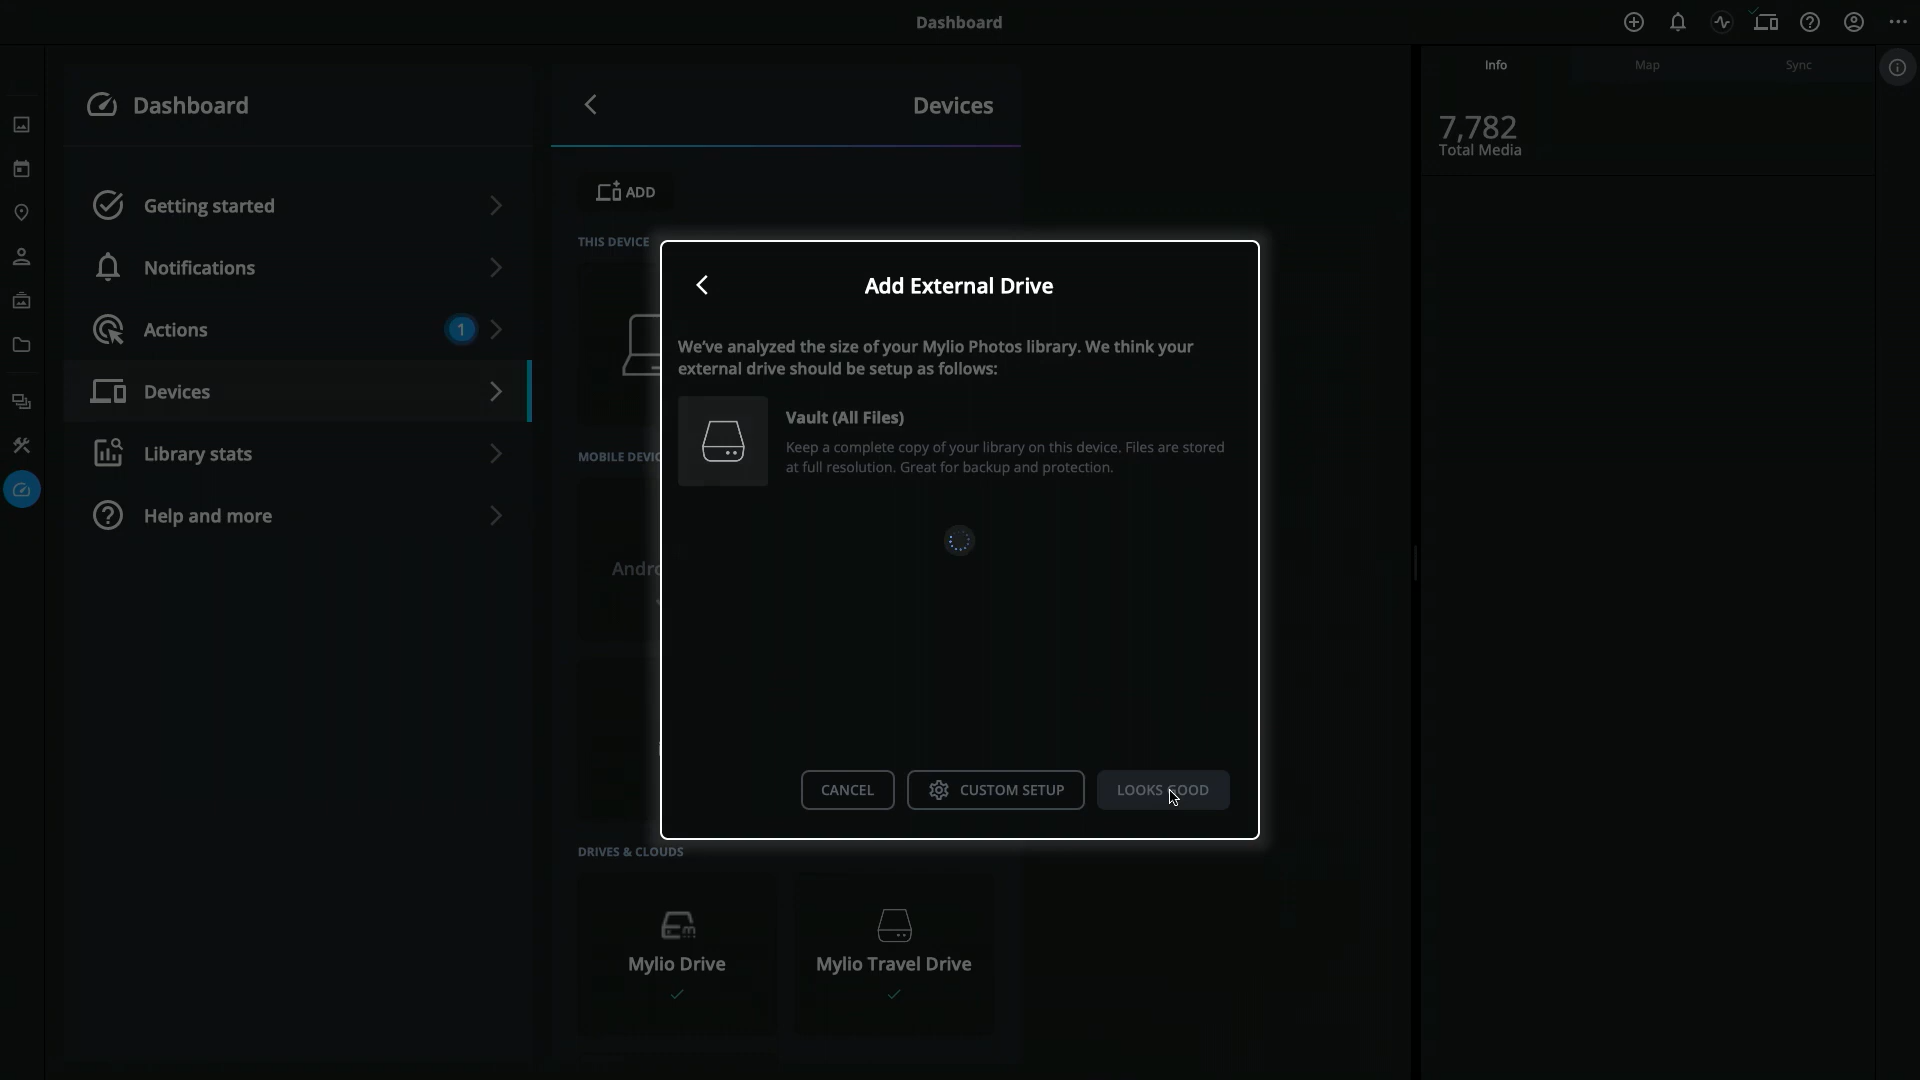 Dashboard
Info
Map
Sync
Dashboard
Devices
7,782
Total Media
ADD
Getting started
THIS DEVICE
Notifications
Add External Drive
Actions
1
We've analyzed the size of your Mylio Photos library. We think your
external drive should be setup as follows:
Devices
Vault (All Files)
Library stats
Keep a complete copy of your library on this device. Files are stored
at full resolution. Great for backup and protection.
Help and more
CANCEL
CUSTOM SETUP
LOOKS GOOD
DRIVES & CLOUDS
Mylio Drive
Mylio Travel Drive